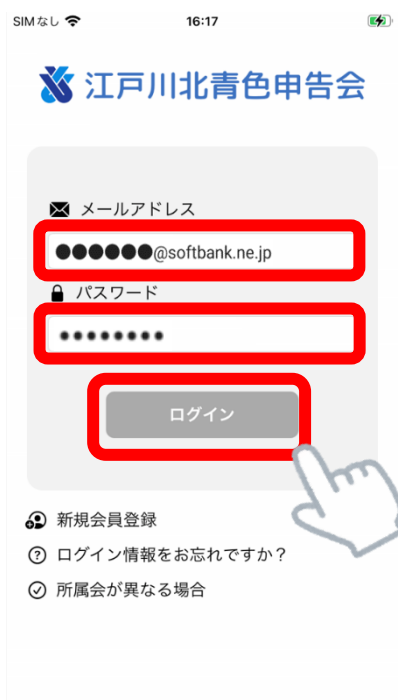 SIMなし 16:17
江戸川北青色申告会
メールアドレス
●●●●●●@softbank.ne.jp
パスワード
●●●●●●●●
ログイン
新規会員登録
ログイン情報をお忘れですか？
所属会が異なる場合